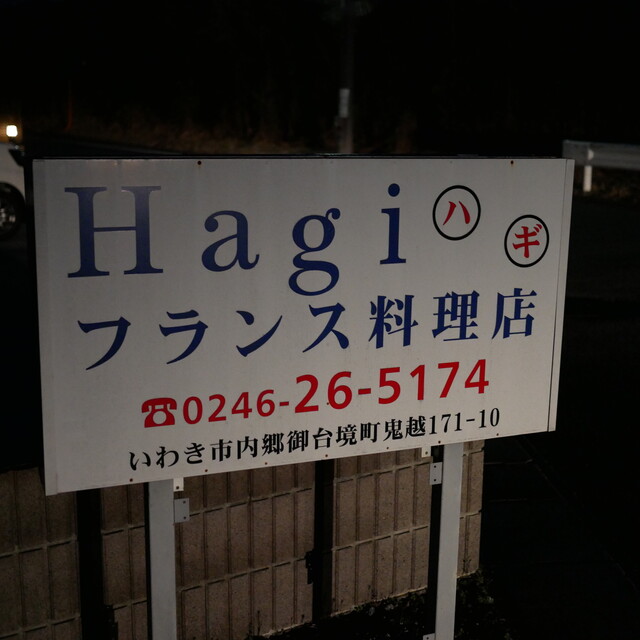 Hagi ハギ
フランス料理店
☎0246-26-5174
いわき市内郷御台境町鬼越171-10